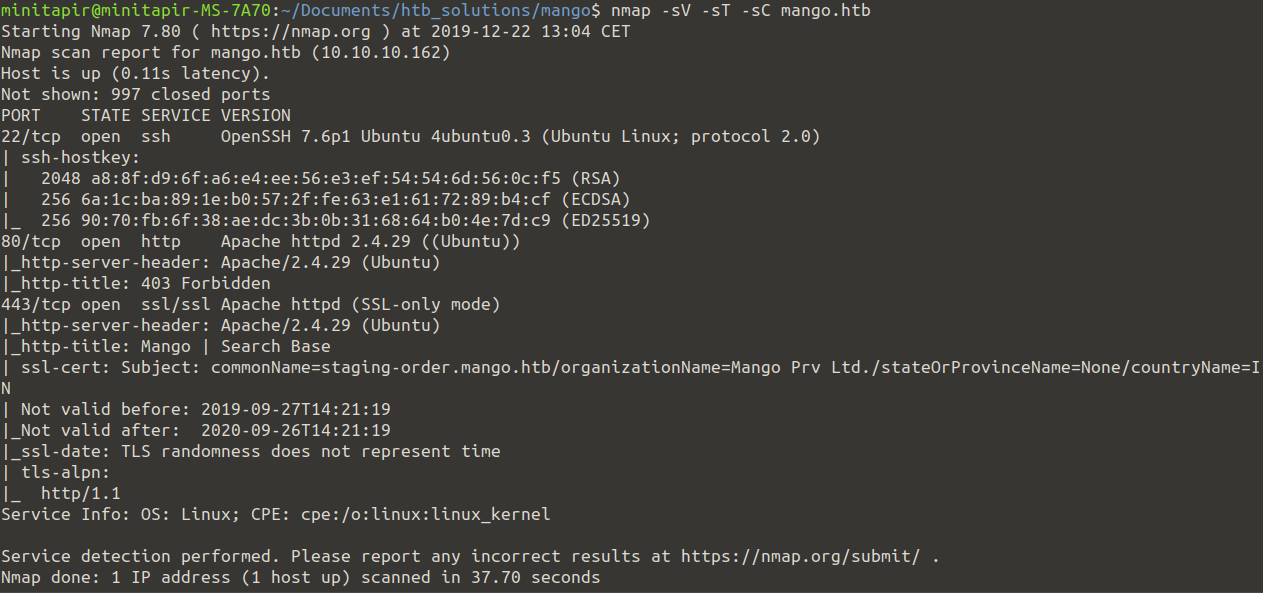 minitapir@minitapir-MS-7A70:~/Documents/htb_solutions/mango$ nmap -sV -sT -sC mango.htb
Starting Nmap 7.80 ( https://nmap.org ) at 2019-12-22 13:04 CET
Nmap scan report for mango.htb (10.10.10.162)
Host is up (0.11s latency).
Not shown: 997 closed ports
PORT    STATE SERVICE VERSION
22/tcp  open  ssh     OpenSSH 7.6p1 Ubuntu 4ubuntu0.3 (Ubuntu Linux; protocol 2.0)
| ssh-hostkey:
|   2048 a8:8f:d9:6f:a6:e4:ee:56:e3:ef:54:54:6d:56:0c:f5 (RSA)
|   256 6a:1c:ba:89:1e:b0:57:2f:fe:63:e1:61:72:89:b4:cf (ECDSA)
|_  256 90:70:fb:6f:38:ae:dc:3b:0b:31:68:64:b0:4e:7d:c9 (ED25519)
80/tcp  open  http    Apache httpd 2.4.29 ((Ubuntu))
|_http-server-header: Apache/2.4.29 (Ubuntu)
|_http-title: 403 Forbidden
443/tcp open  ssl/ssl Apache httpd (SSL-only mode)
|_http-server-header: Apache/2.4.29 (Ubuntu)
|_http-title: Mango | Search Base
| ssl-cert: Subject: commonName=staging-order.mango.htb/organizationName=Mango Prv Ltd./stateOrProvinceName=None/countryName=I
N
| Not valid before: 2019-09-27T14:21:19
|_Not valid after:  2020-09-26T14:21:19
|_ssl-date: TLS randomness does not represent time
| tls-alpn:
|_  http/1.1
Service Info: OS: Linux; CPE: cpe:/o:linux:linux_kernel

Service detection performed. Please report any incorrect results at https://nmap.org/submit/ .
Nmap done: 1 IP address (1 host up) scanned in 37.70 seconds